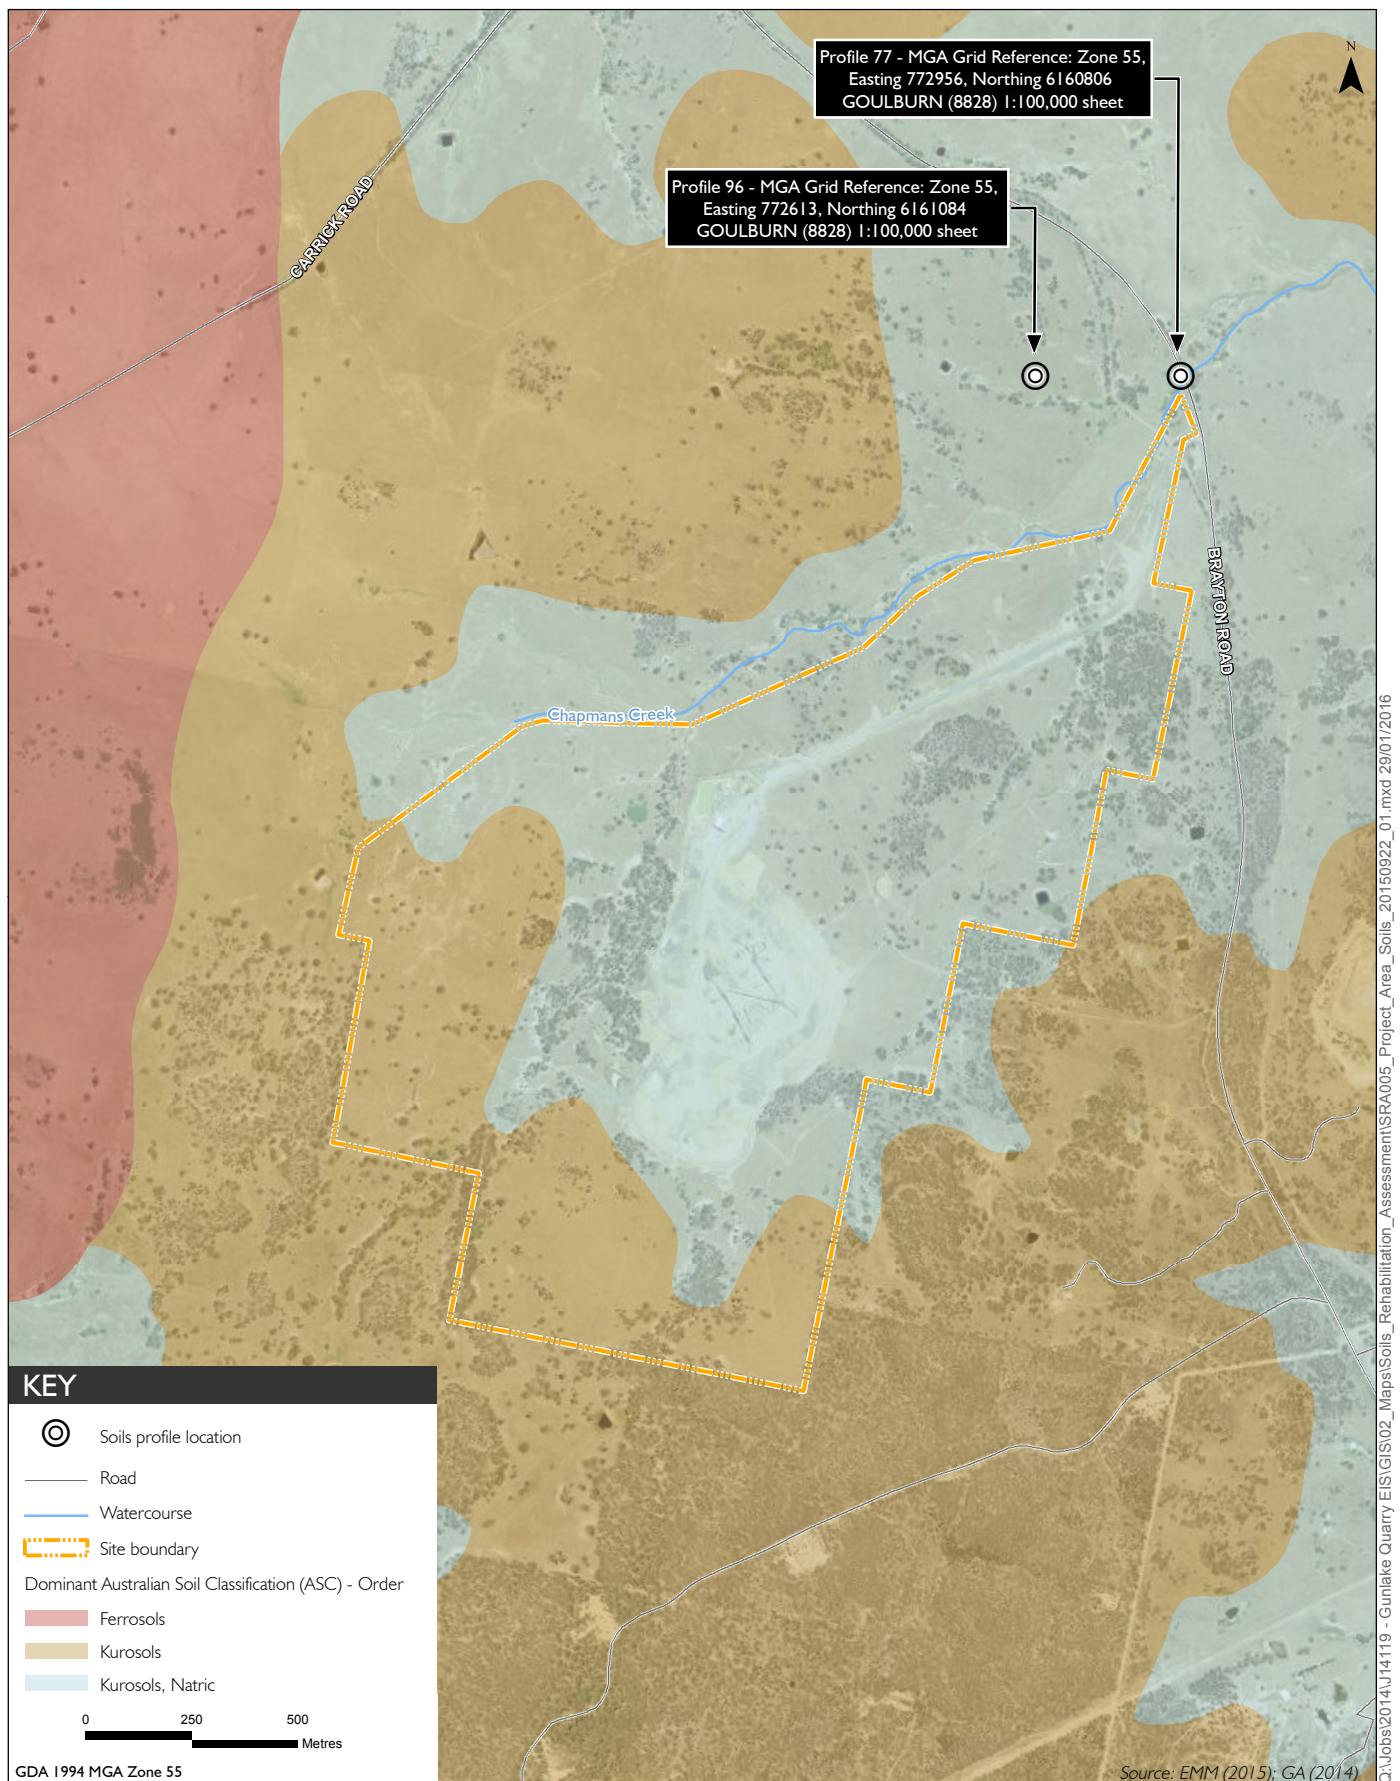 Profile 77 - MGA Grid Reference: Zone 55,
Easting 772956, Northing 6160806
GOULBURN (8828) 1:100,000 sheet
N
Profile 96 - MGA Grid Reference: Zone 55,
Easting 772613, Northing 6161084
GOULBURN (8828) 1:100,000 sheet
CARRICK ROAD
BRAYTON ROAD
Chapmans Creek
KEY
Soils profile location
Road
Watercourse
Site boundary
Dominant Australian Soil Classification (ASC) - Order
Ferrosols
Kurosols
Kurosols, Natric
0 250 500
Metres
GDA 1994 MGA Zone 55
Source: EMM (2015); GA (2014)
Q:\Jobs\2014\J14119 - Gunlake Quarry EIS\GIS\02_Maps\Soils_Rehabilitation_Assessment\SRA005_Project_Area_Soils_20150922_01.mxd 29/01/2016